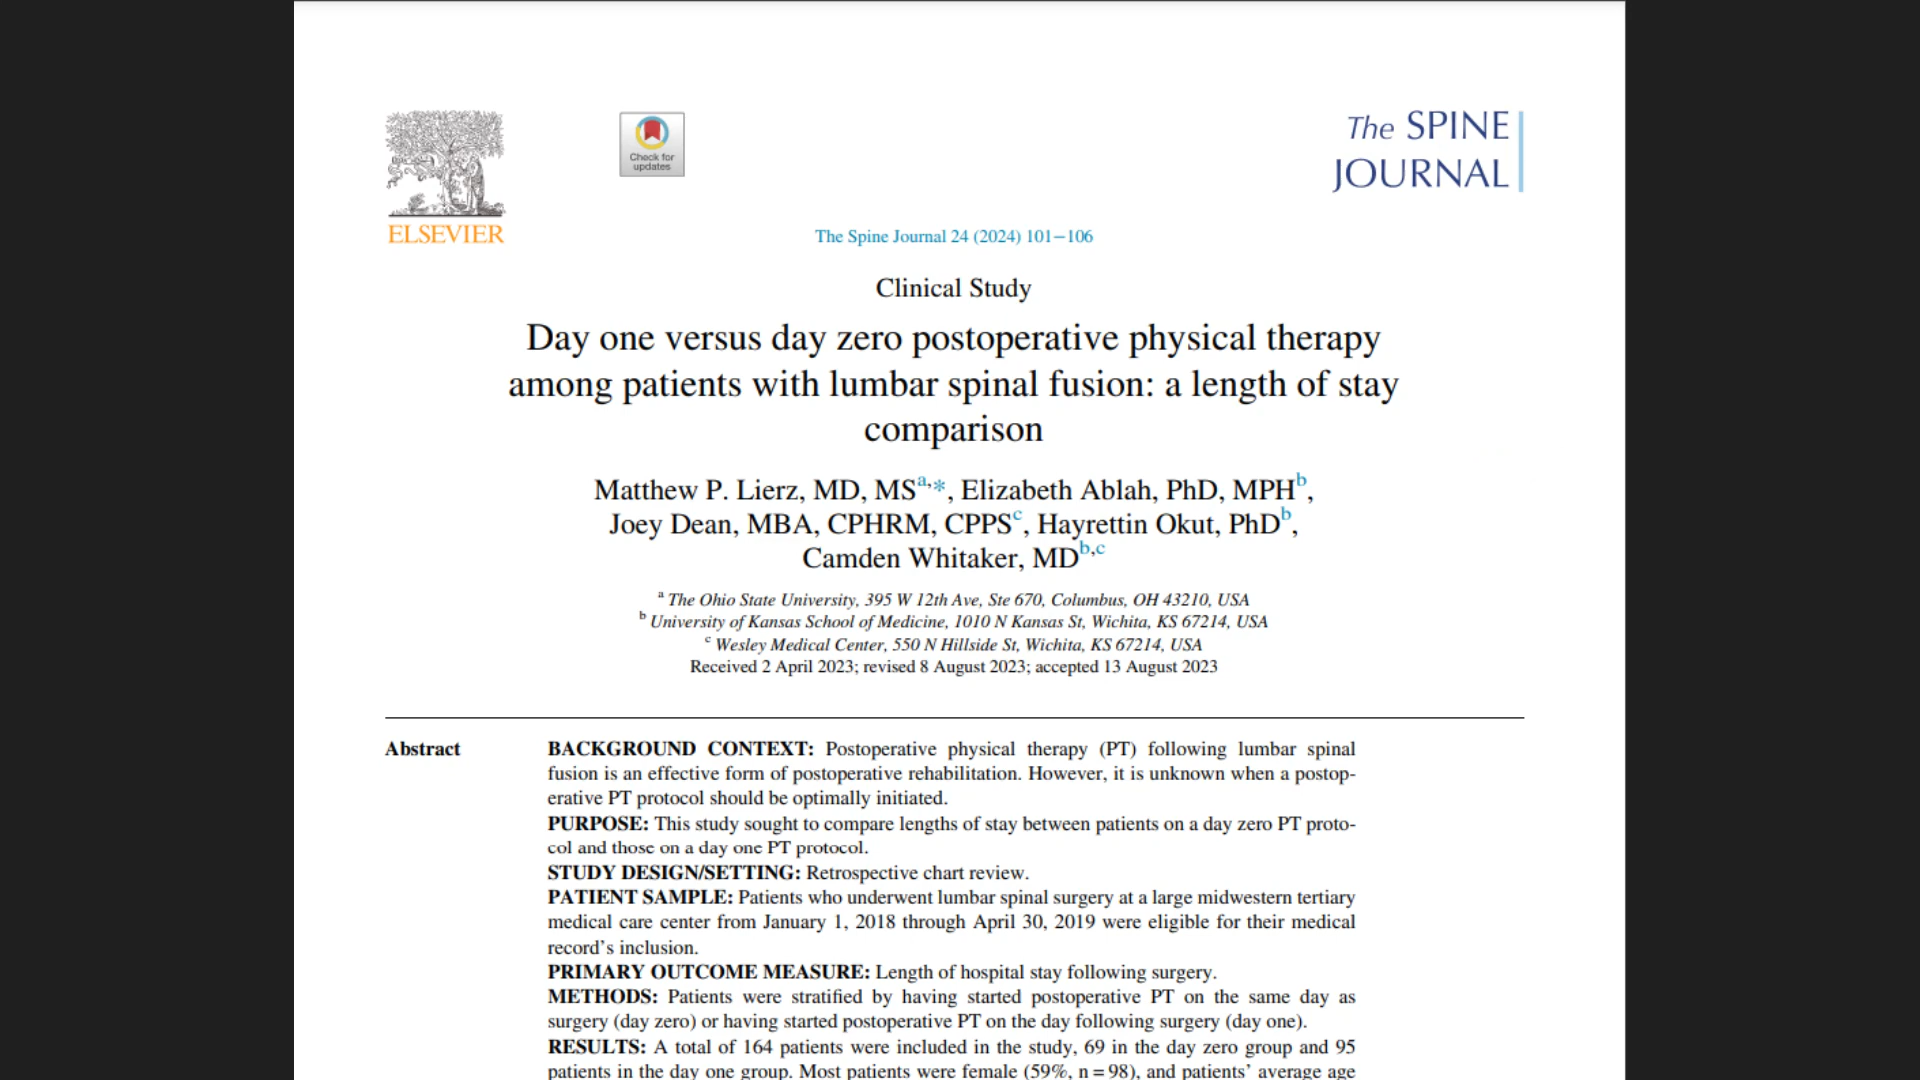 ELSEVIER
Check for
updates
The SPINE
JOURNAL
The Spine Journal 24 (2024) 101−106
Clinical Study
Day one versus day zero postoperative physical therapy
among patients with lumbar spinal fusion: a length of stay
comparison
Matthew P. Lierz, MD, MSa,*, Elizabeth Ablah, PhD, MPHb,
Joey Dean, MBA, CPHRM, CPPSc, Hayrettin Okut, PhDb,
Camden Whitaker, MDb,c
a The Ohio State University, 395 W 12th Ave, Ste 670, Columbus, OH 43210, USA
b University of Kansas School of Medicine, 1010 N Kansas St, Wichita, KS 67214, USA
c Wesley Medical Center, 550 N Hillside St, Wichita, KS 67214, USA
Received 2 April 2023; revised 8 August 2023; accepted 13 August 2023
Abstract
BACKGROUND CONTEXT: Postoperative physical therapy (PT) following lumbar spinal
fusion is an effective form of postoperative rehabilitation. However, it is unknown when a postop-
erative PT protocol should be optimally initiated.
PURPOSE: This study sought to compare lengths of stay between patients on a day zero PT proto-
col and those on a day one PT protocol.
STUDY DESIGN/SETTING: Retrospective chart review.
PATIENT SAMPLE: Patients who underwent lumbar spinal surgery at a large midwestern tertiary
medical care center from January 1, 2018 through April 30, 2019 were eligible for their medical
record’s inclusion.
PRIMARY OUTCOME MEASURE: Length of hospital stay following surgery.
METHODS: Patients were stratified by having started postoperative PT on the same day as
surgery (day zero) or having started postoperative PT on the day following surgery (day one).
RESULTS: A total of 164 patients were included in the study, 69 in the day zero group and 95
patients in the day one group. Most patients were female (59%, n = 98), and patients’ average age